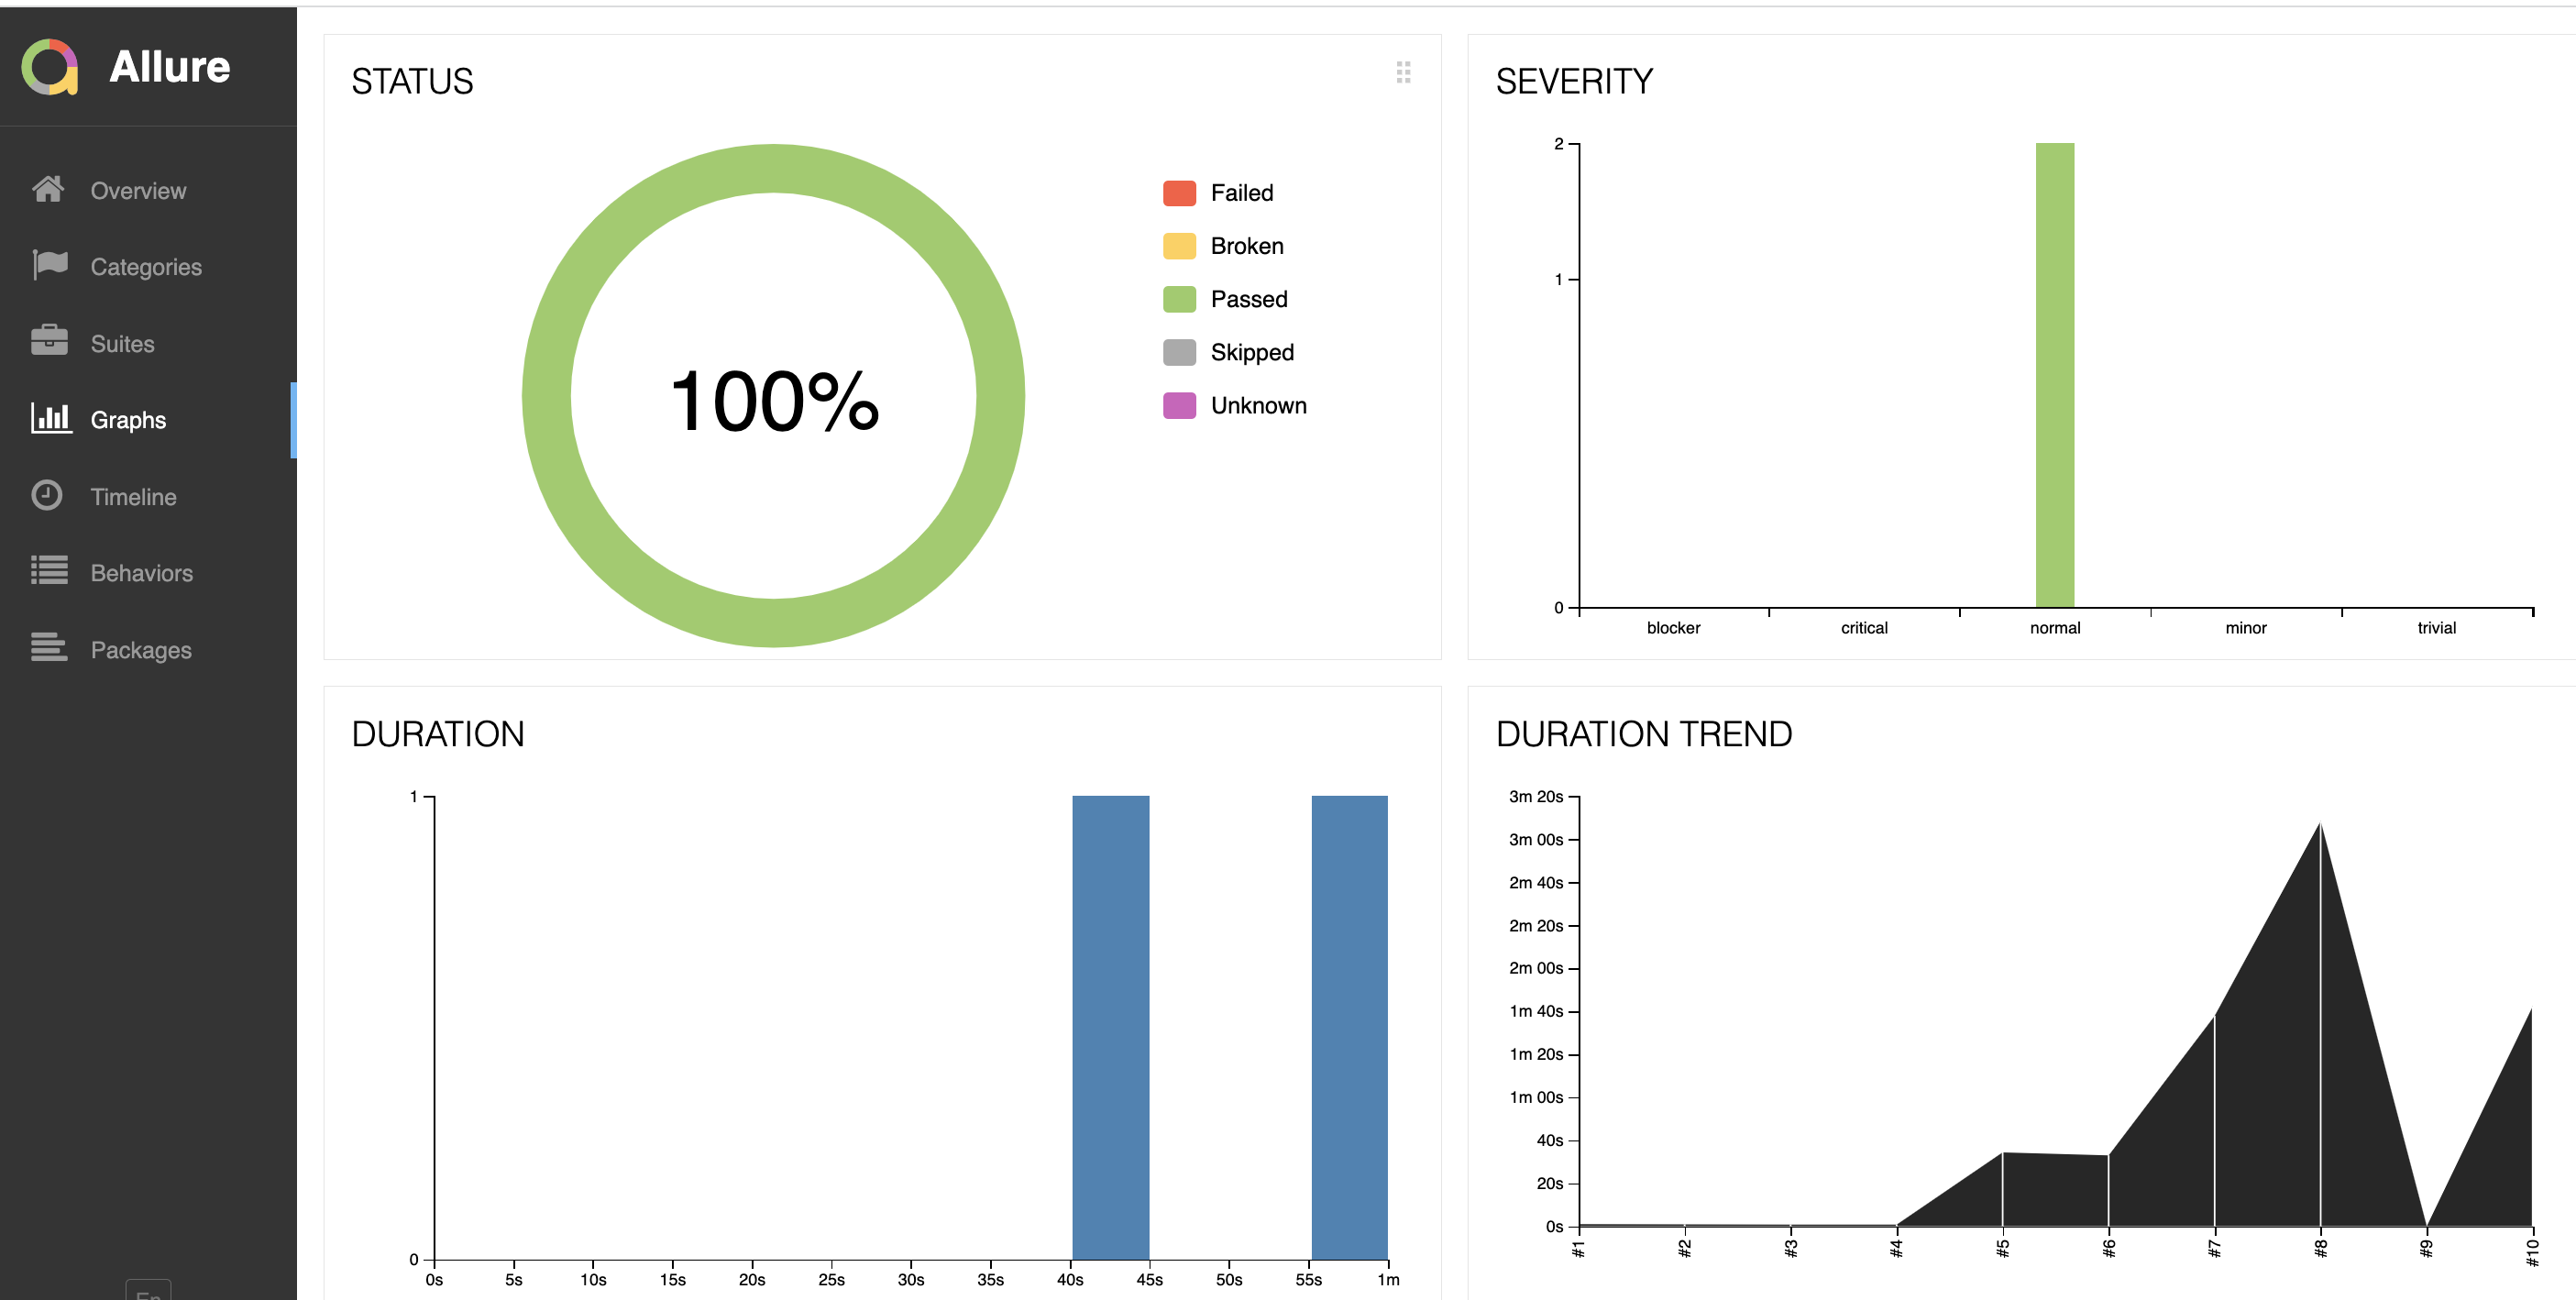 Allure
Overview
Categories
Suites
Graphs
Timeline
Behaviors
Packages
En
STATUS
100%
Failed
Broken
Passed
Skipped
Unknown
SEVERITY
2
1
0
blocker critical normal minor trivial
DURATION
1
0
0s 5s 10s 15s 20s 25s 30s 35s 40s 45s 50s 55s 1m
DURATION TREND
3m 20s
3m 00s
2m 40s
2m 20s
2m 00s
1m 40s
1m 20s
1m 00s
40s
20s
0s
#1 #2 #3 #4 #5 #6 #7 #8 #9 #10